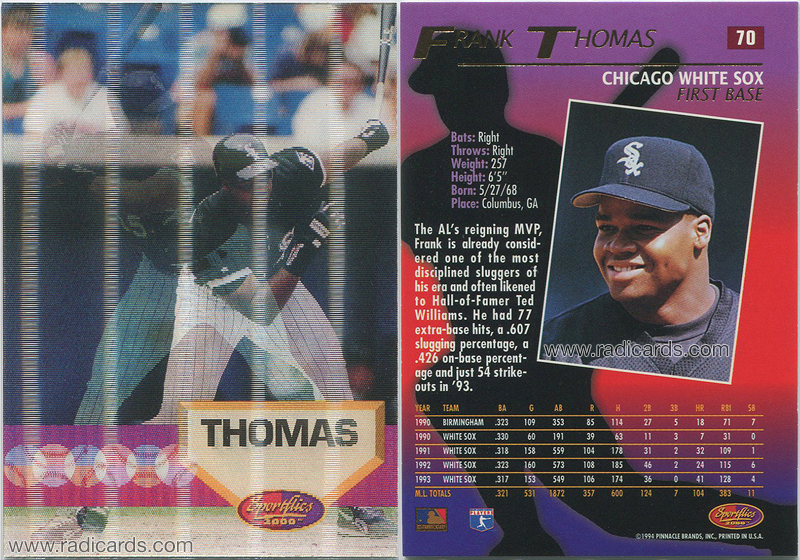 THOMAS
Sportflics
2000
www.radicards.com
FRANK THOMAS
70
CHICAGO WHITE SOX
FIRST BASE
Bats: Right
Throws: Right
Weight: 257
Height: 6'5"
Born: 5/27/68
Place: Columbus, GA
The AL's reigning MVP,
Frank is already consid-
ered one of the most
disciplined sluggers of
his era and often likened
to Hall-of-Famer Ted
Williams. He had 77
extra-base hits, a .607
slugging percentage, a
.426 on-base percent-
age and just 54 strike-
outs in '93.
www.radicards.com
YEAR TEAM BA G AB R H 2B 3B HR RBI SB
1990 BIRMINGHAM .323 109 353 85 114 27 5 18 71 7
1990 WHITE SOX .330 60 191 39 63 11 3 7 31 0
1991 WHITE SOX .318 158 559 104 178 31 2 32 109 1
1992 WHITE SOX .323 160 573 108 185 46 2 24 115 6
1993 WHITE SOX .317 153 549 106 174 36 0 41 128 4
M.L. TOTALS .321 531 1872 357 600 124 7 104 383 11
PLAYERS
Sportflics
2000
©1994 PINNACLE BRANDS, INC., PRINTED IN U.S.A.